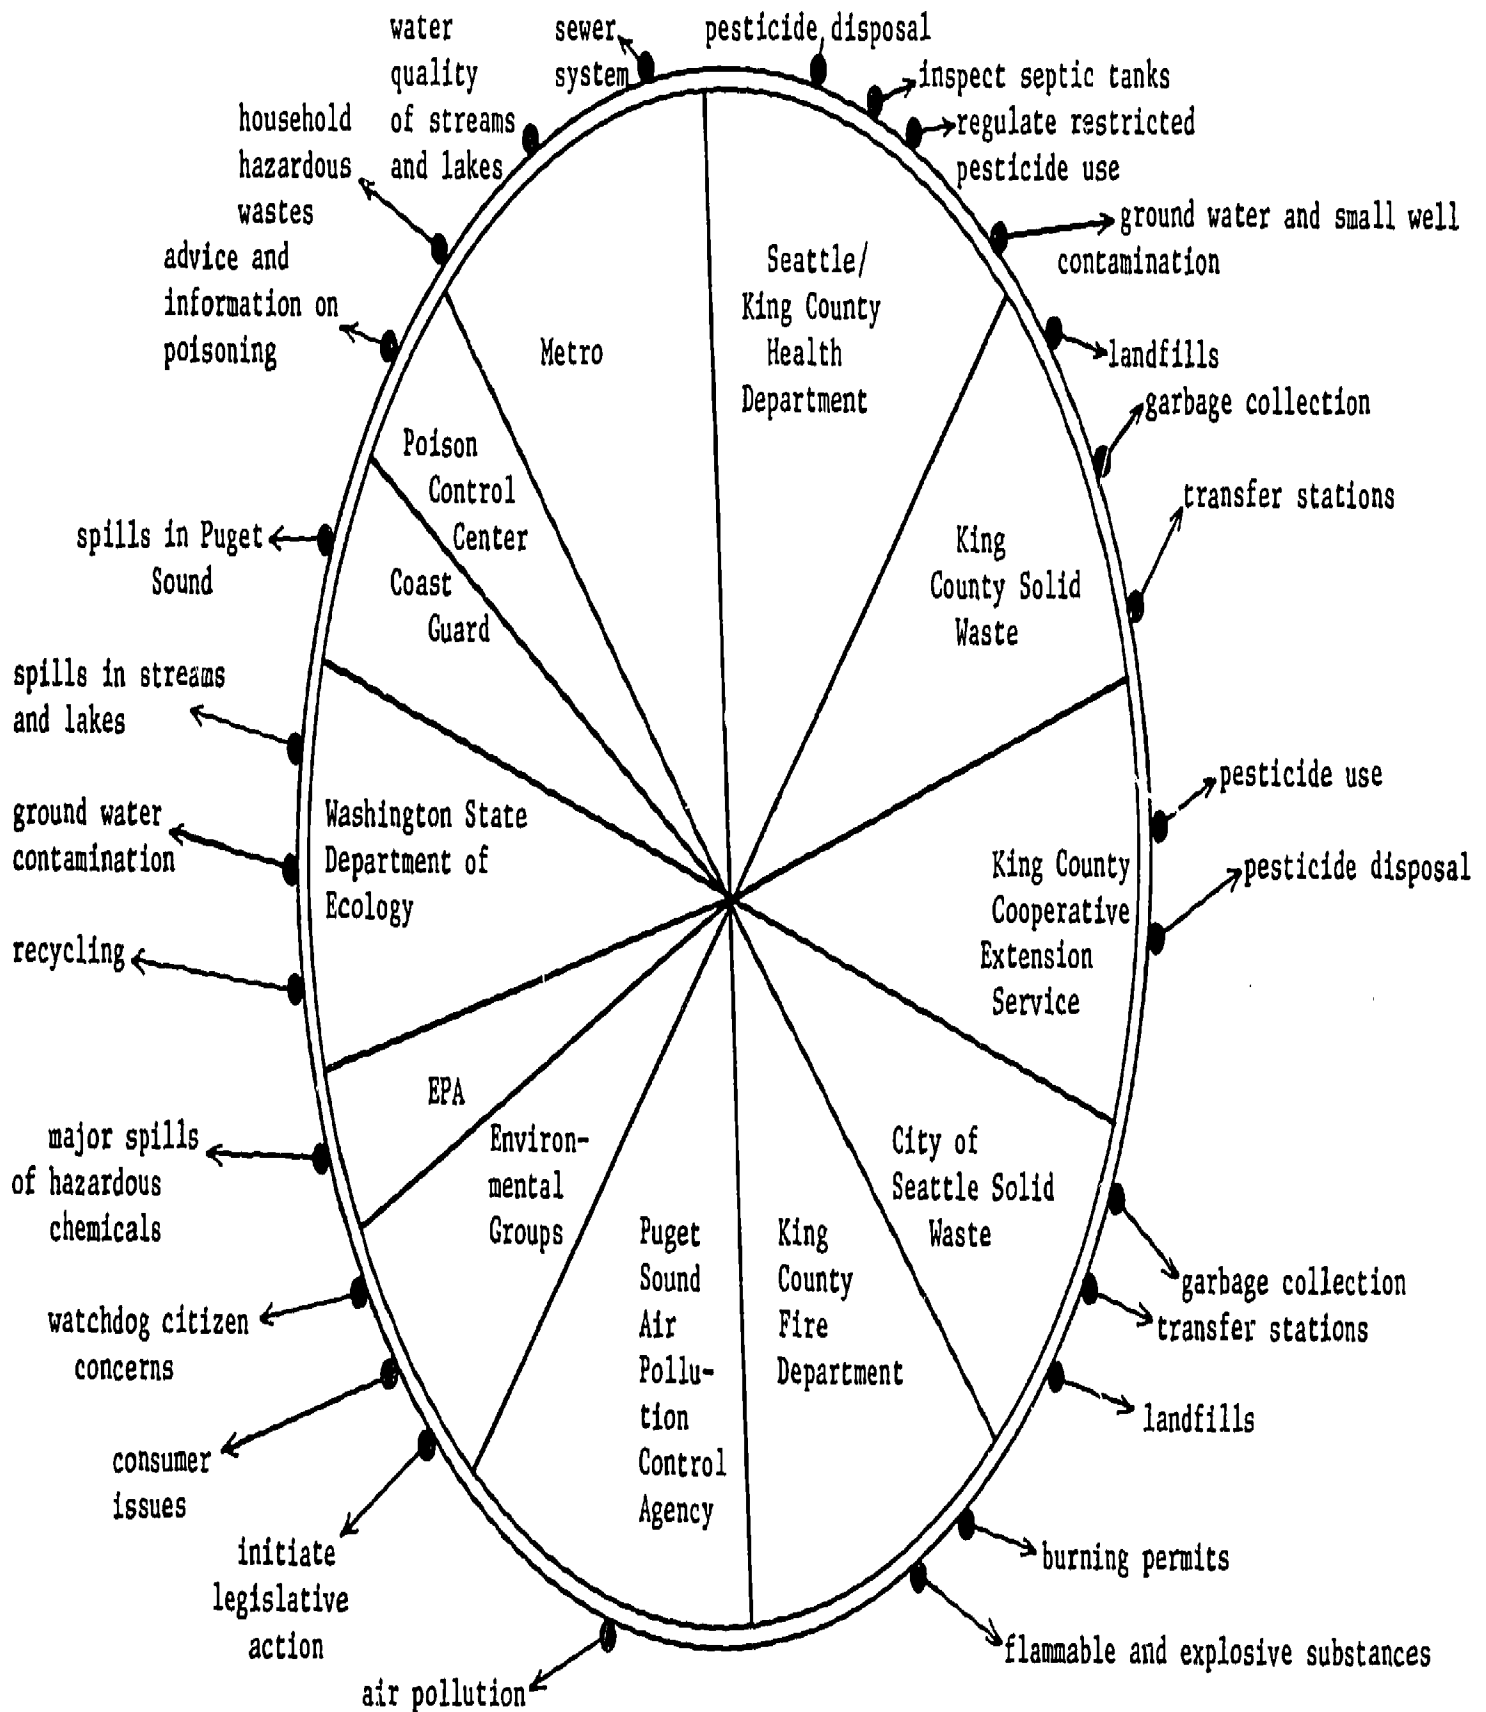 water
quality
of streams
and lakes
sewer
system
pesticide disposal
inspect septic tanks
regulate restricted
pesticide use
household
hazardous
wastes
ground water and small well
contamination
advice and
information on
poisoning
landfills
garbage collection
transfer stations
Seattle/
King County
Health
Department
Metro
Poison
Control
Center
King
County Solid
Waste
spills in Puget
Sound
Coast
Guard
spills in streams
and lakes
pesticide use
ground water
contamination
Washington State
Department of
Ecology
King County
Cooperative
Extension
Service
pesticide disposal
recycling
EPA
major spills
of hazardous
chemicals
Environ-
mental
Groups
City of
Seattle Solid
Waste
Puget
Sound
Air
Pollu-
tion
Control
Agency
King
County
Fire
Department
garbage collection
transfer stations
landfills
watchdog citizen
concerns
consumer
issues
initiate
legislative
action
burning permits
flammable and explosive substances
air pollution